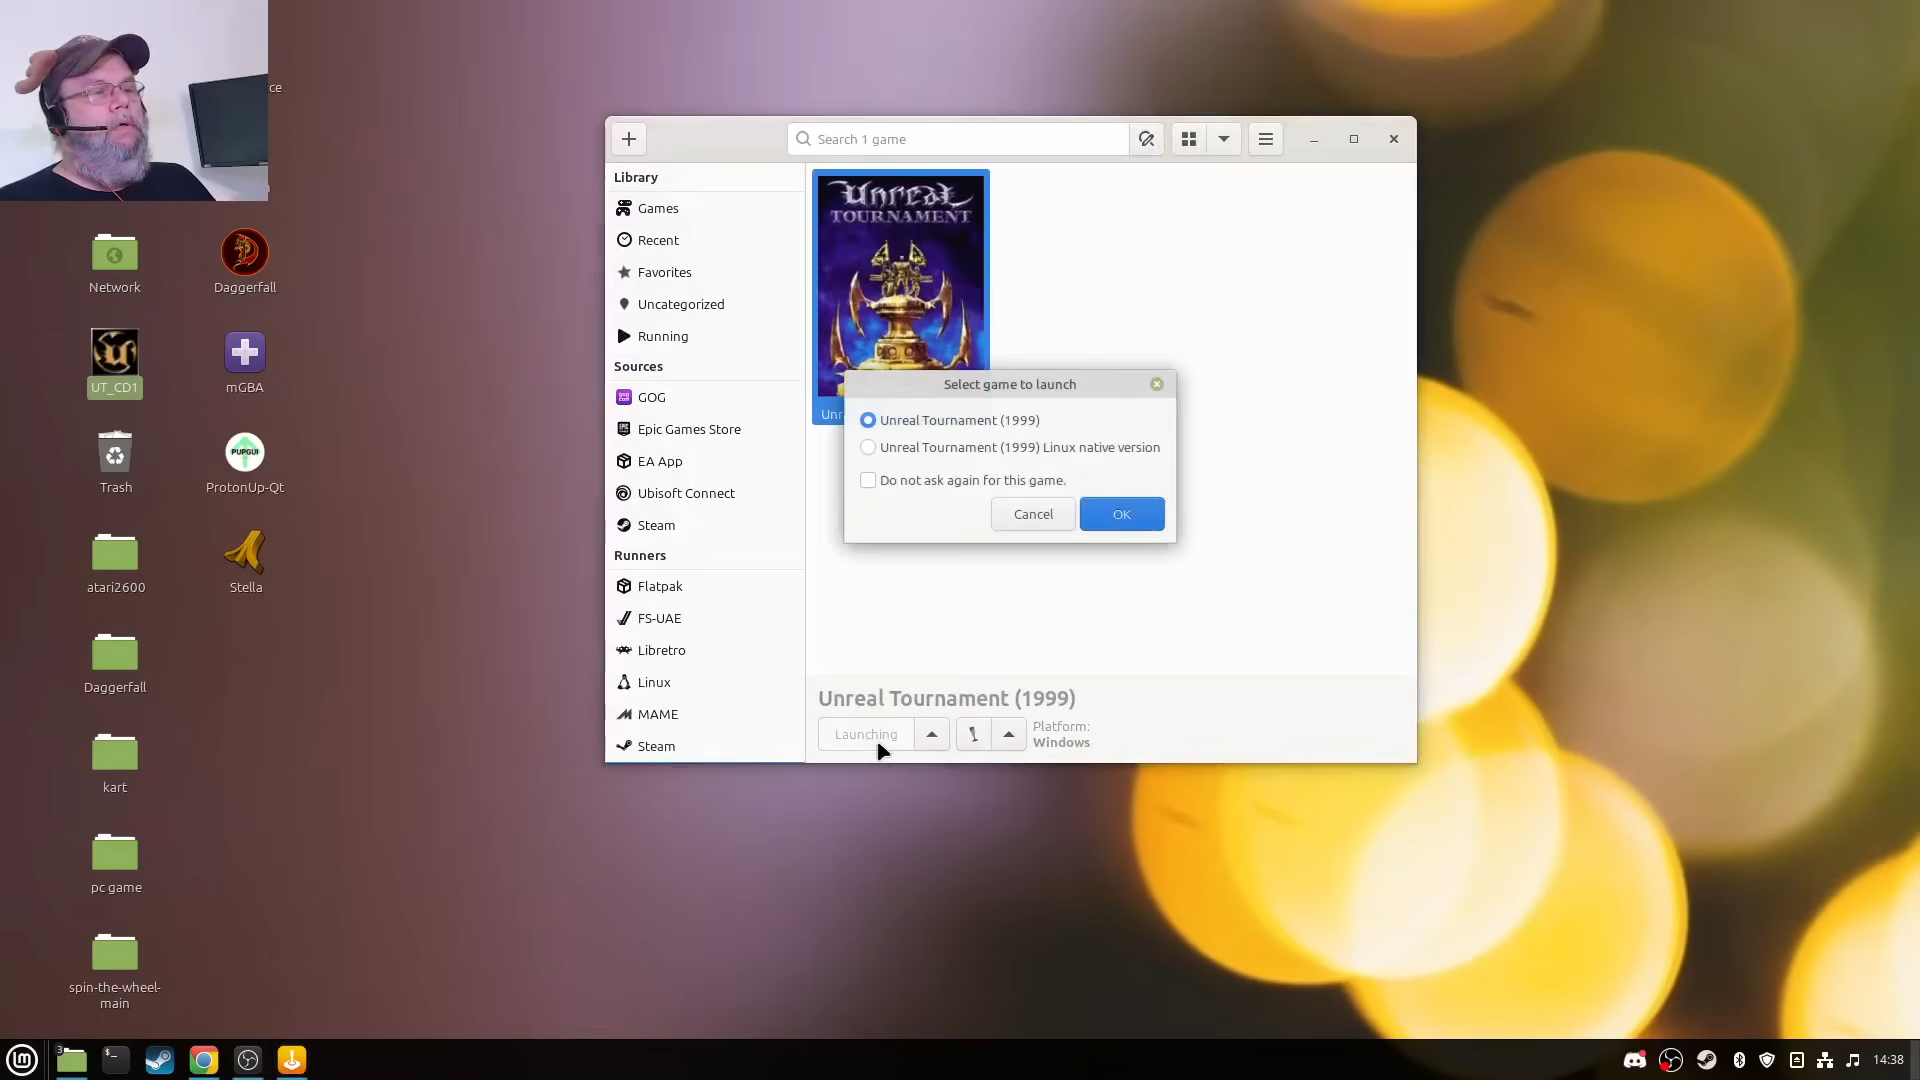 ce
Network
Daggerfall
UT_CD1
mGBA
Trash
PUPGUI
ProtonUp-Qt
atari2600
Stella
Daggerfall
kart
pc game
spin-the-wheel-
main
Search 1 game
Library
Games
Recent
Favorites
Uncategorized
Running
Sources
GOG
Epic Games Store
EA App
Ubisoft Connect
Steam
Runners
Flatpak
FS-UAE
Libretro
Linux
MAME
Steam
Unreal
TOURNAMENT
Select game to launch
Unreal Tournament (1999)
Unreal Tournament (1999) Linux native version
Do not ask again for this game.
Cancel
OK
Unreal Tournament (1999)
Launching
Platform:
Windows
3
14:38